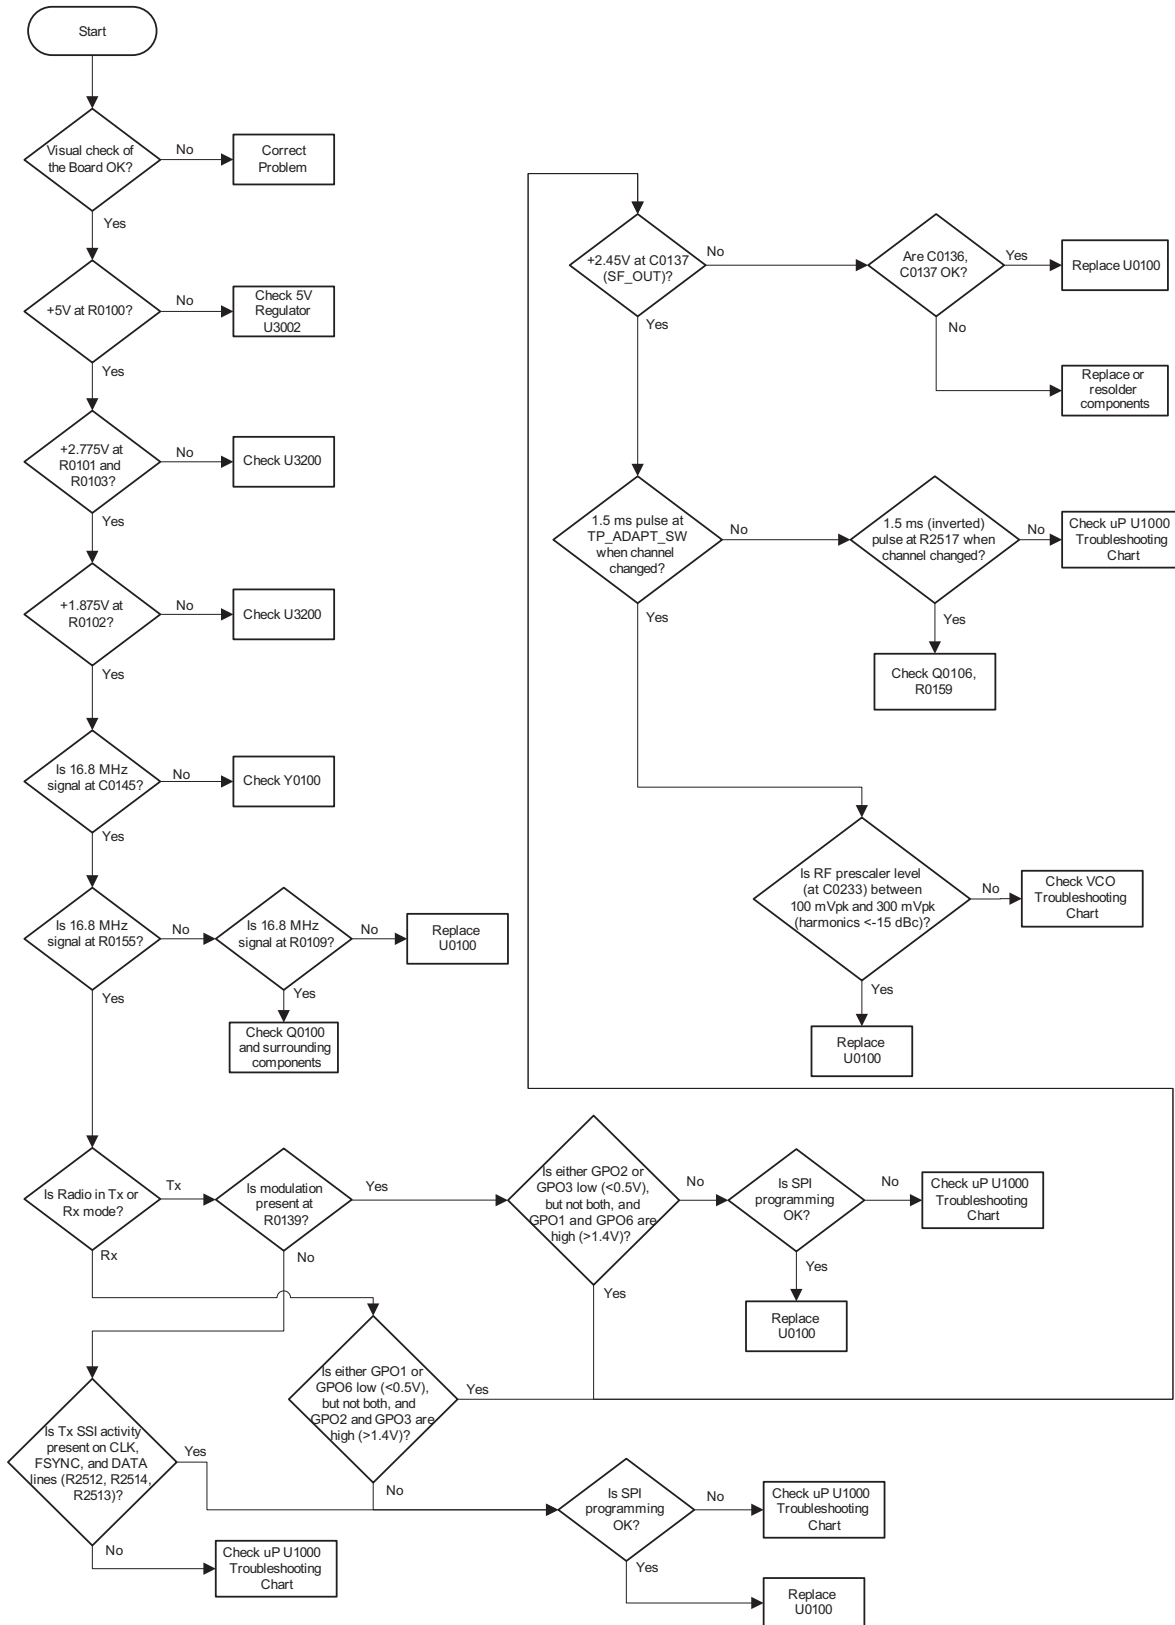 Start
Visual check of
the Board OK?
No
Correct
Problem
Yes
+5V at R0100?
No
Check 5V
Regulator
U3002
Yes
+2.775V at
R0101 and
R0103?
No
Check U3200
Yes
+1.875V at
R0102?
No
Check U3200
Yes
Is 16.8 MHz
signal at C0145?
No
Check Y0100
Yes
Is 16.8 MHz
signal at R0155?
No
Is 16.8 MHz
signal at R0109?
No
Replace
U0100
Yes
Check Q0100
and surrounding
components
Yes
+2.45V at C0137
(SF_OUT)?
No
Are C0136,
C0137 OK?
Yes
Replace U0100
No
Replace or
resolder
components
Yes
1.5 ms pulse at
TP_ADAPT_SW
when channel
changed?
No
1.5 ms (inverted)
pulse at R2517 when
channel changed?
No
Check uP U1000
Troubleshooting
Chart
Yes
Check Q0106,
R0159
Yes
Is RF prescaler level
(at C0233) between
100 mVpk and 300 mVpk
(harmonics <-15 dBc)?
No
Check VCO
Troubleshooting
Chart
Yes
Replace
U0100
Is Radio in Tx or
Rx mode?
Tx
Is modulation
present at
R0139?
Yes
Is either GPO2 or
GPO3 low (<0.5V),
but not both, and
GPO1 and GPO6 are
high (>1.4V)?
No
Is SPI
programming
OK?
No
Check uP U1000
Troubleshooting
Chart
Yes
Replace
U0100
Yes
Rx
No
Is either GPO1 or
GPO6 low (<0.5V),
but not both, and
GPO2 and GPO3 are
high (>1.4V)?
Yes
No
Is Tx SSI activity
present on CLK,
FSYNC, and DATA
lines (R2512, R2514,
R2513)?
Yes
No
Check uP U1000
Troubleshooting
Chart
Is SPI
programming
OK?
No
Check uP U1000
Troubleshooting
Chart
Yes
Replace
U0100